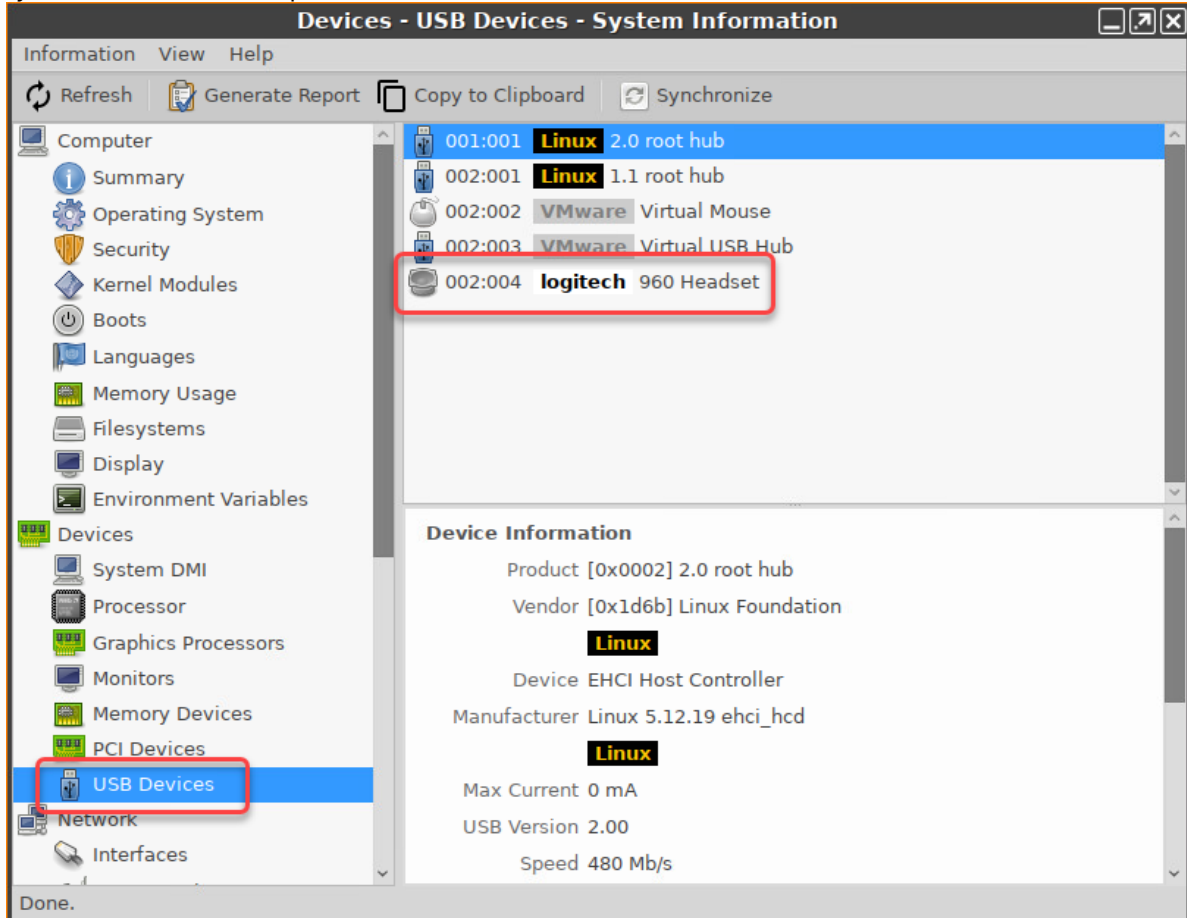 Devices - USB Devices - System Information
Information View Help
Refresh Generate Report Copy to Clipboard Synchronize
Computer
Summary
Operating System
Security
Kernel Modules
Boots
Languages
Memory Usage
Filesystems
Display
Environment Variables
Devices
System DMI
Processor
Graphics Processors
Monitors
Memory Devices
PCI Devices
USB Devices
Network
Interfaces
001:001 Linux 2.0 root hub
002:001 Linux 1.1 root hub
002:002 VMware Virtual Mouse
002:003 VMware Virtual USB Hub
002:004 logitech 960 Headset
Device Information
Product [0x0002] 2.0 root hub
Vendor [0x1d6b] Linux Foundation
Linux
Device EHCI Host Controller
Manufacturer Linux 5.12.19 ehci_hcd
Linux
Max Current 0 mA
USB Version 2.00
Speed 480 Mb/s
Done.